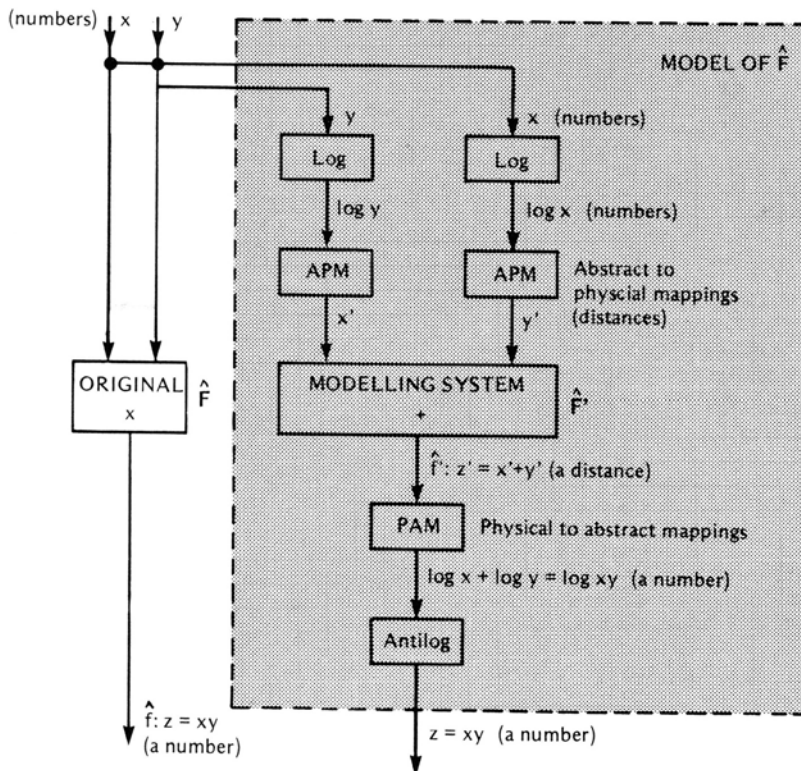 (numbers) x y
MODEL OF F̂
y
x (numbers)
Log
Log
log y
log x (numbers)
APM
APM
Abstract to
physcial mappings
(distances)
x'
y'
ORIGINAL
x
F̂
MODELLING SYSTEM
+
F̂'
f̂': z' = x'+y' (a distance)
PAM
Physical to abstract mappings
log x + log y = log xy (a number)
Antilog
f̂: z = xy
(a number)
z = xy (a number)